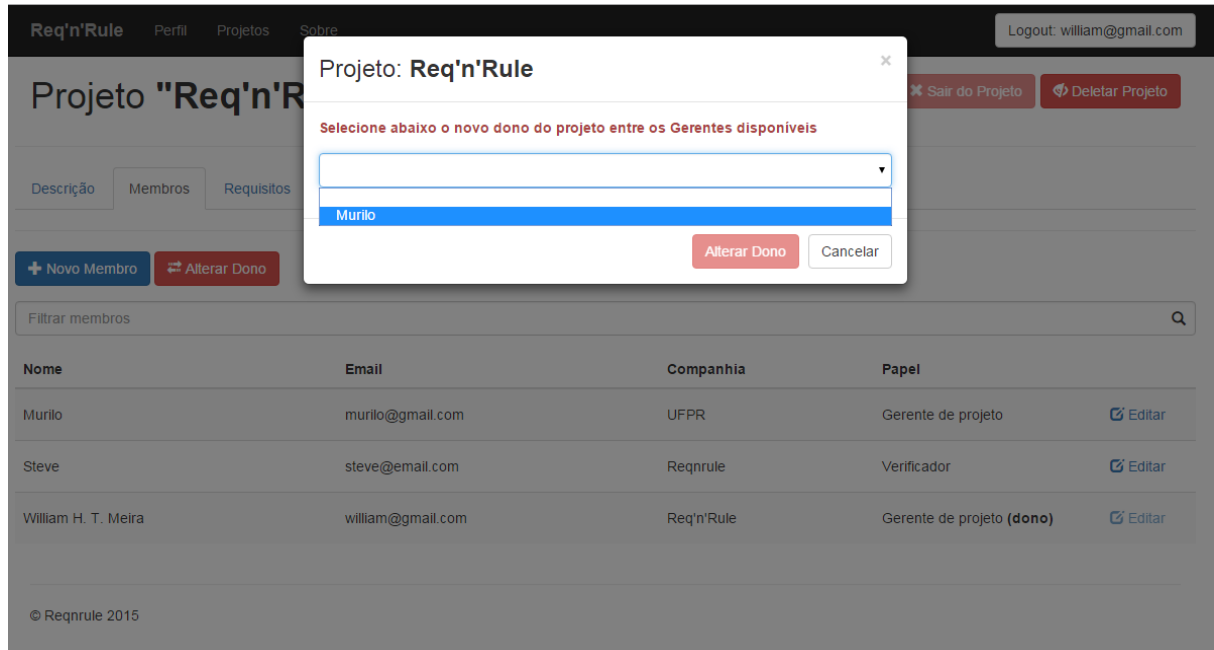 Req'n'Rule Perfil Projetos Sobre Logout: william@gmail.com
Projeto: Req'n'Rule ×
Projeto "Req'n'R Sair do Projeto Deletar Projeto
Selecione abaixo o novo dono do projeto entre os Gerentes disponíveis
Descrição Membros Requisitos
Murilo
Novo Membro Alterar Dono
Alterar Dono Cancelar
Filtrar membros
Nome Email Companhia Papel
Murilo murilo@gmail.com UFPR Gerente de projeto Editar
Steve steve@email.com Reqnrule Verificador Editar
William H. T. Meira william@gmail.com Req'n'Rule Gerente de projeto (dono) Editar
© Reqnrule 2015